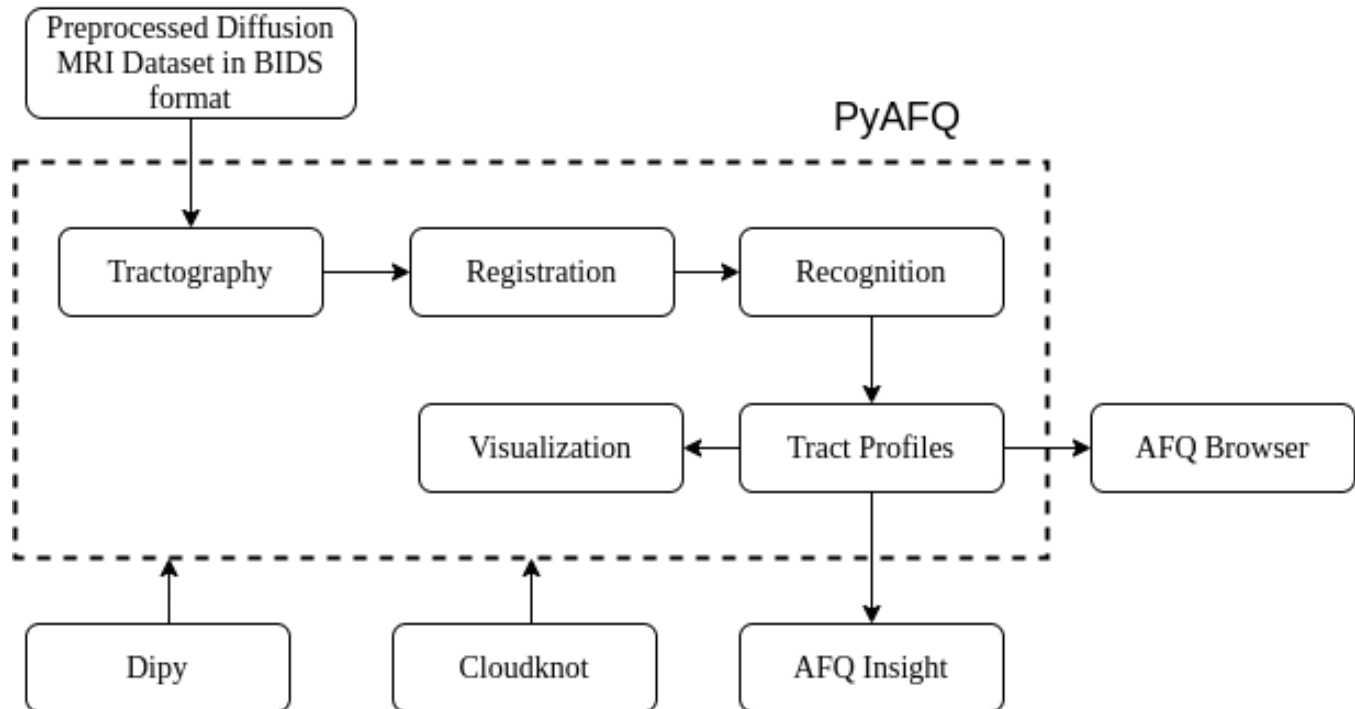 Preprocessed Diffusion
MRI Dataset in BIDS
format
PyAFQ
Tractography
Registration
Recognition
Visualization
Tract Profiles
AFQ Browser
Dipy
Cloudknot
AFQ Insight